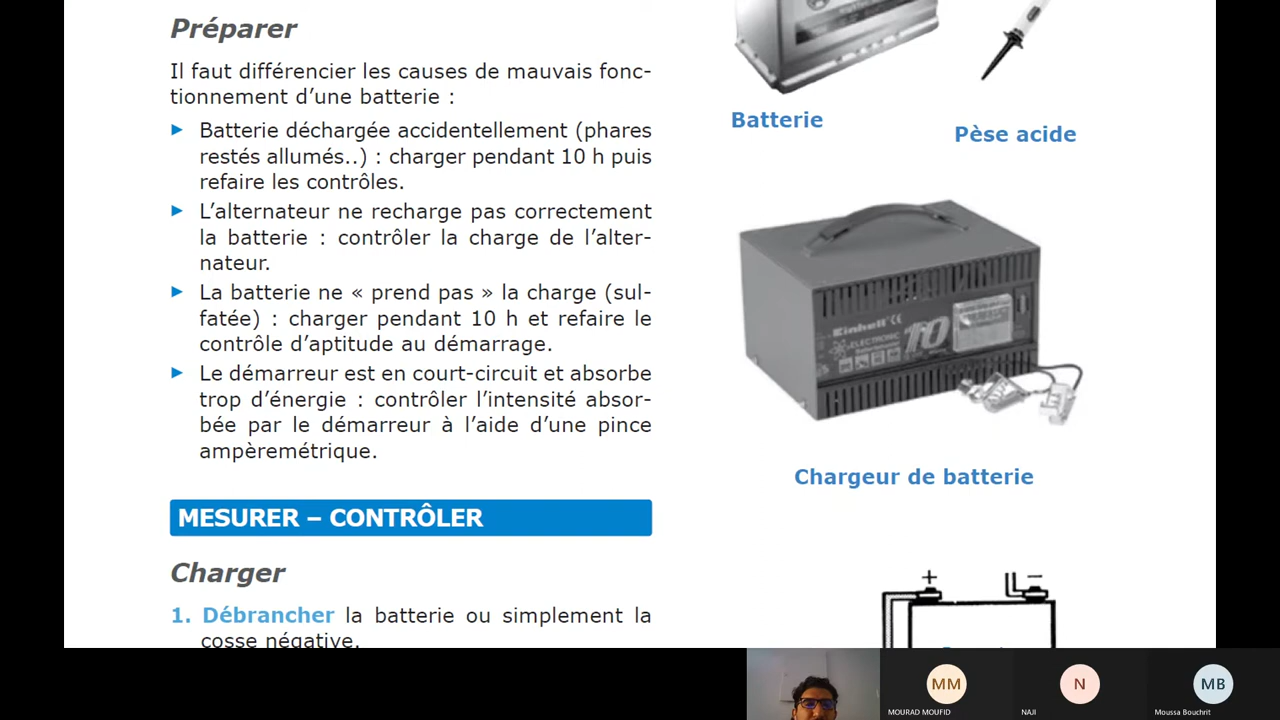 Préparer
Il faut différencier les causes de mauvais fonc-
tionnement d’une batterie :
► Batterie déchargée accidentellement (phares
restés allumés..) : charger pendant 10 h puis
refaire les contrôles.
► L’alternateur ne recharge pas correctement
la batterie : contrôler la charge de l’alter-
nateur.
► La batterie ne « prend pas » la charge (sul-
fatée) : charger pendant 10 h et refaire le
contrôle d’aptitude au démarrage.
► Le démarreur est en court-circuit et absorbe
trop d’énergie : contrôler l’intensité absor-
bée par le démarreur à l’aide d’une pince
ampèremétrique.
MESURER – CONTRÔLER
Charger
1. Débrancher la batterie ou simplement la
cosse négative.
Batterie
Pèse acide
Einhell CE
ELECTRONIC 10
Chargeur de batterie
+ −
MM
MOURAD MOUFID
N
NAJI
MB
Moussa Bouchrit